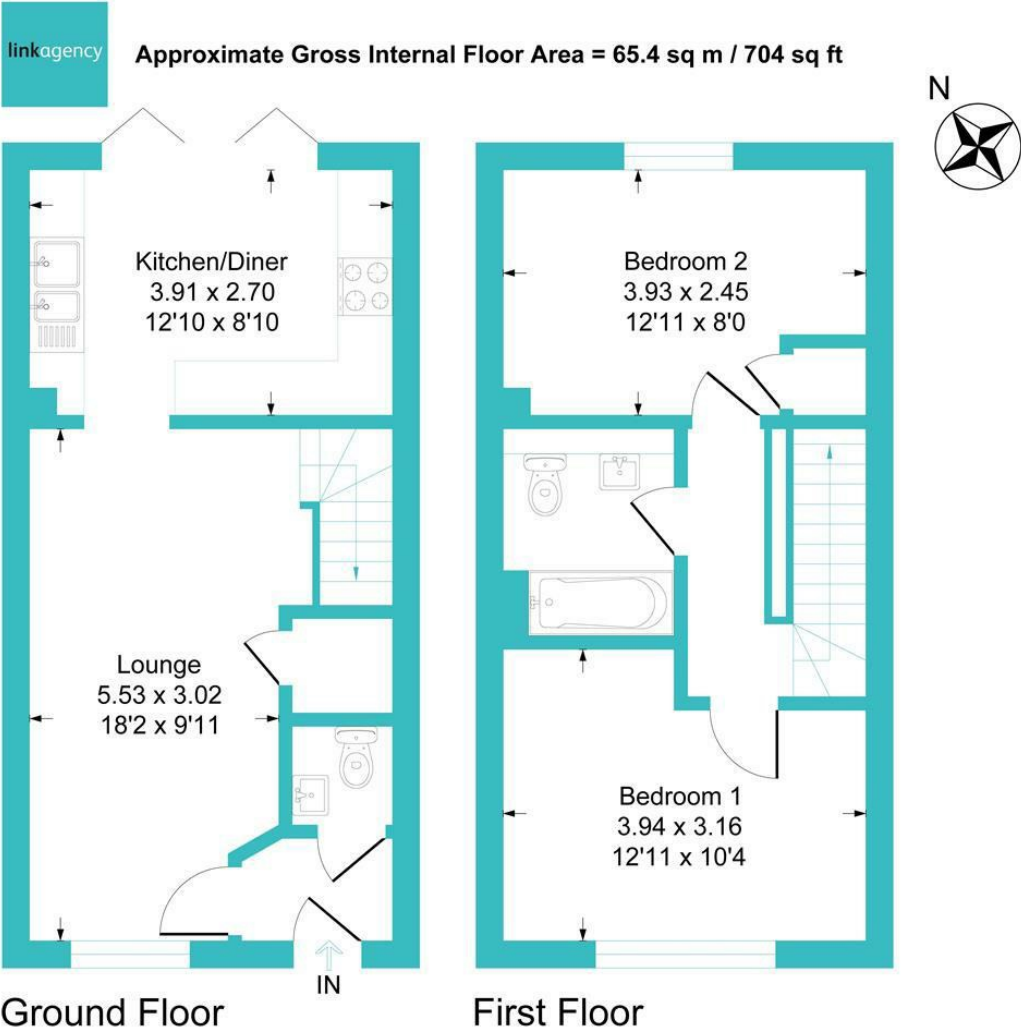 linkagency
Approximate Gross Internal Floor Area = 65.4 sq m / 704 sq ft
N
Kitchen/Diner
3.91 x 2.70
12'10 x 8'10
Bedroom 2
3.93 x 2.45
12'11 x 8'0
Lounge
5.53 x 3.02
18'2 x 9'11
Bedroom 1
3.94 x 3.16
12'11 x 10'4
IN
Ground Floor
First Floor